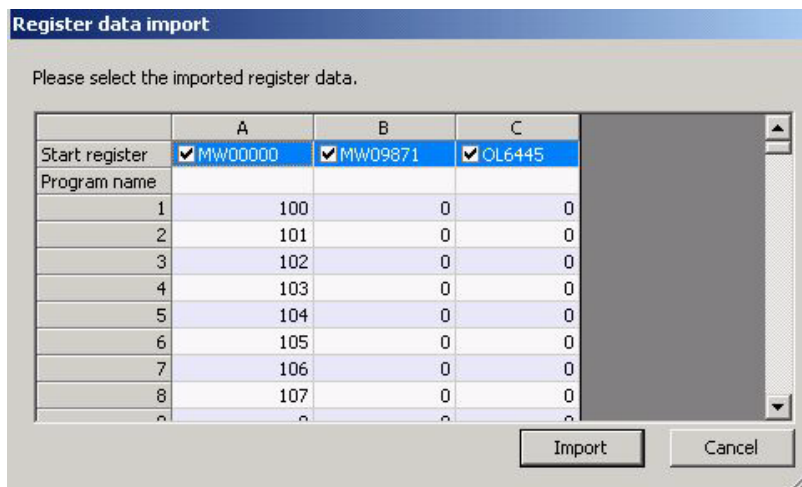 Register data import
Please select the imported register data.
A B C
Start register MW00000 MW09871 OL6445
Program name
1 100 0 0
2 101 0 0
3 102 0 0
4 103 0 0
5 104 0 0
6 105 0 0
7 106 0 0
8 107 0 0
Import Cancel